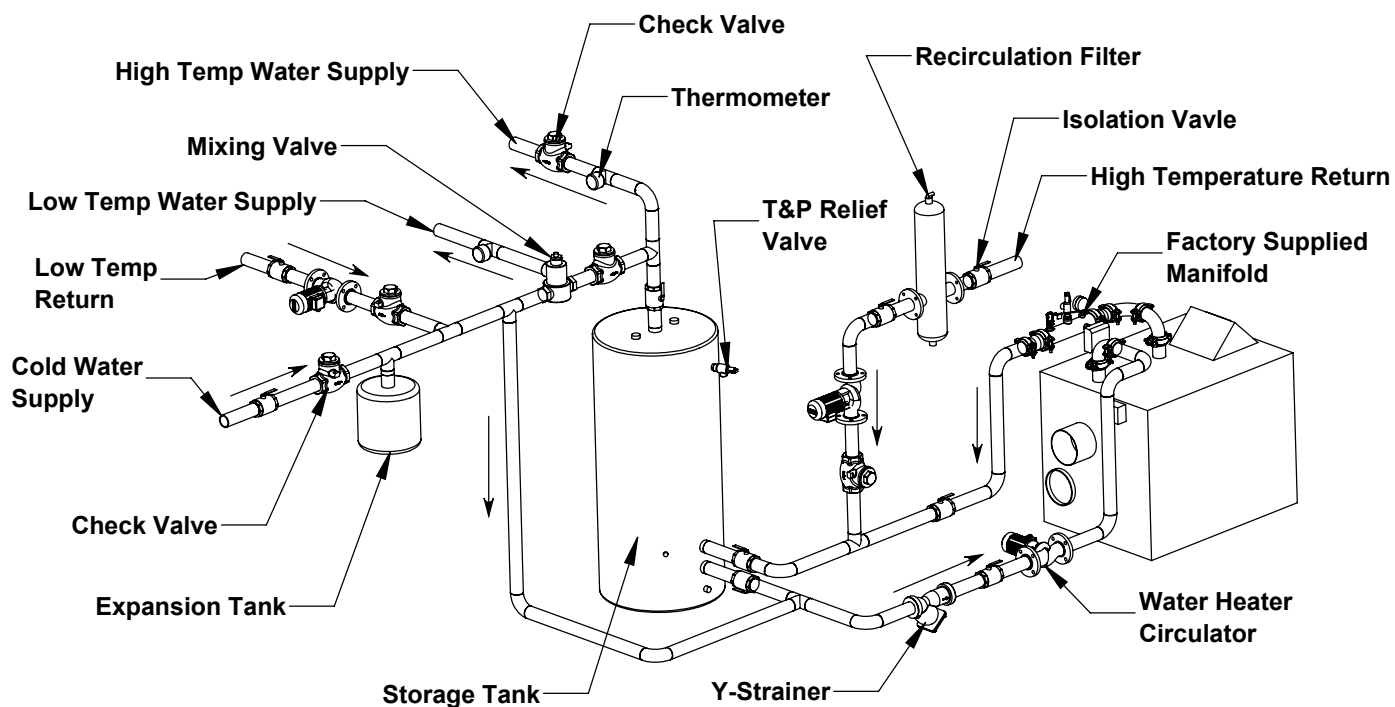 Check Valve
High Temp Water Supply
Recirculation Filter
Thermometer
Isolation Vavle
Mixing Valve
High Temperature Return
Low Temp Water Supply
T&P Relief
Valve
Factory Supplied
Manifold
Low Temp
Return
Cold Water
Supply
Check Valve
Expansion Tank
Water Heater
Circulator
Storage Tank
Y-Strainer